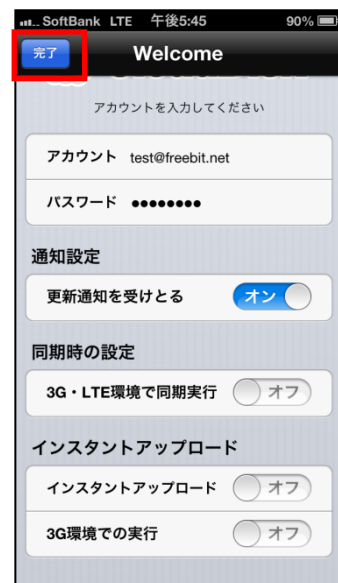 SoftBank LTE 午後5:45 90%
完了 Welcome
アカウントを入力してください
アカウント test@freebit.net
パスワード ●●●●●●●●
通知設定
更新通知を受けとる オン
同期時の設定
3G・LTE環境で同期実行 オフ
インスタントアップロード
インスタントアップロード オフ
3G環境での実行 オフ